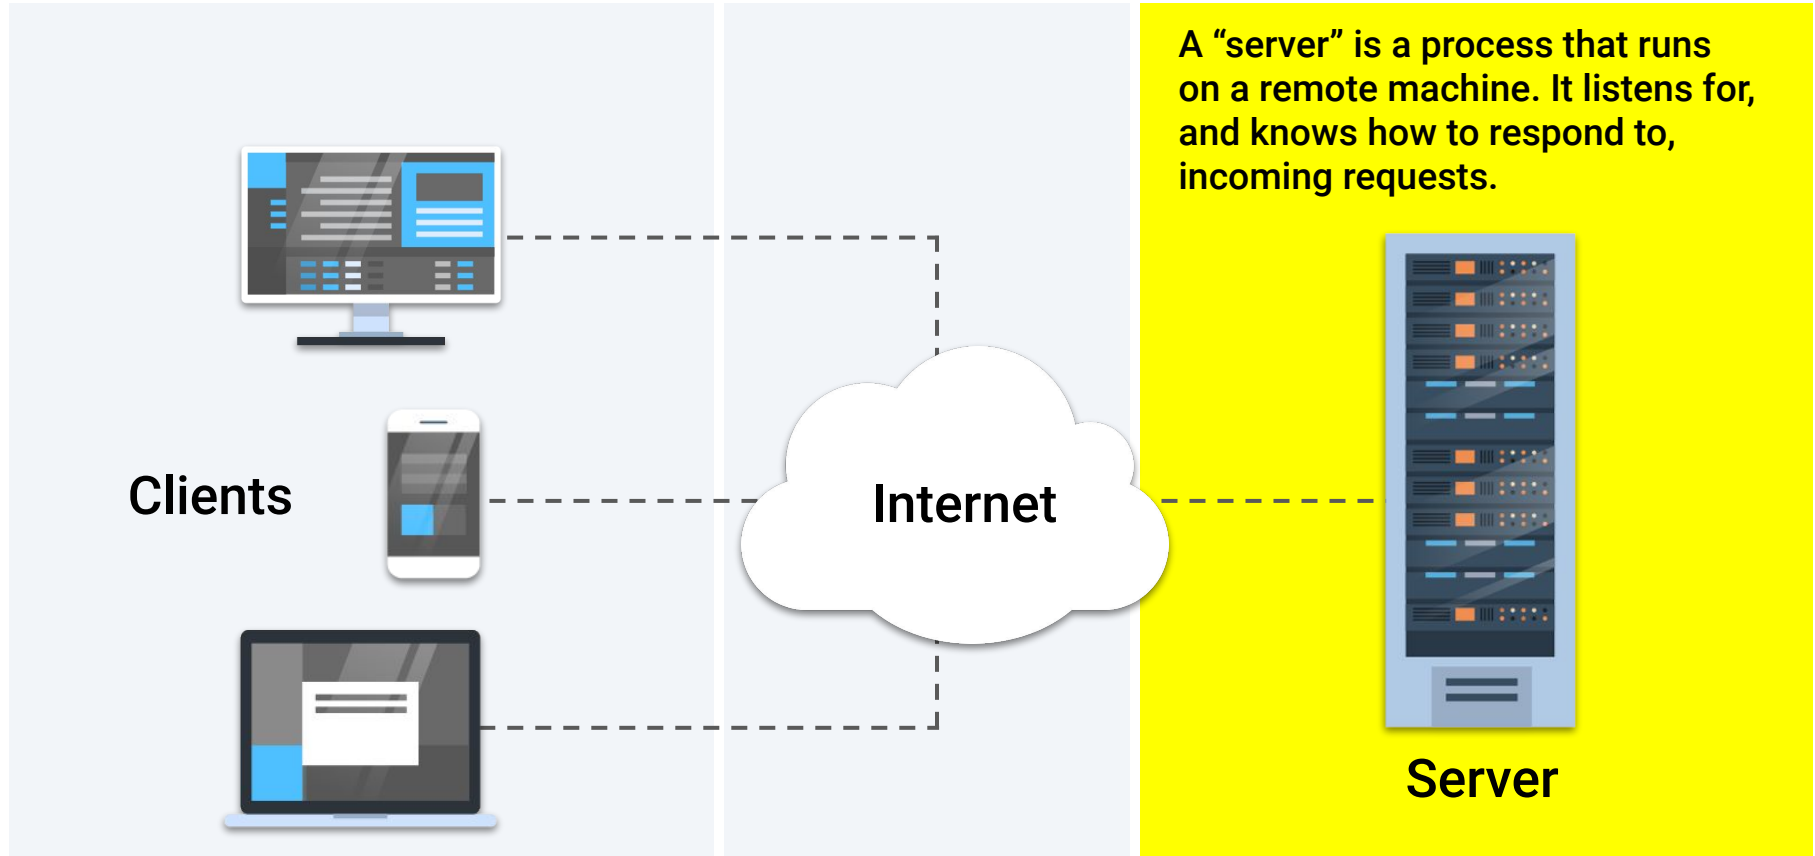 A “server” is a process that runs
on a remote machine. It listens for,
and knows how to respond to,
incoming requests.
Clients
Internet
Server